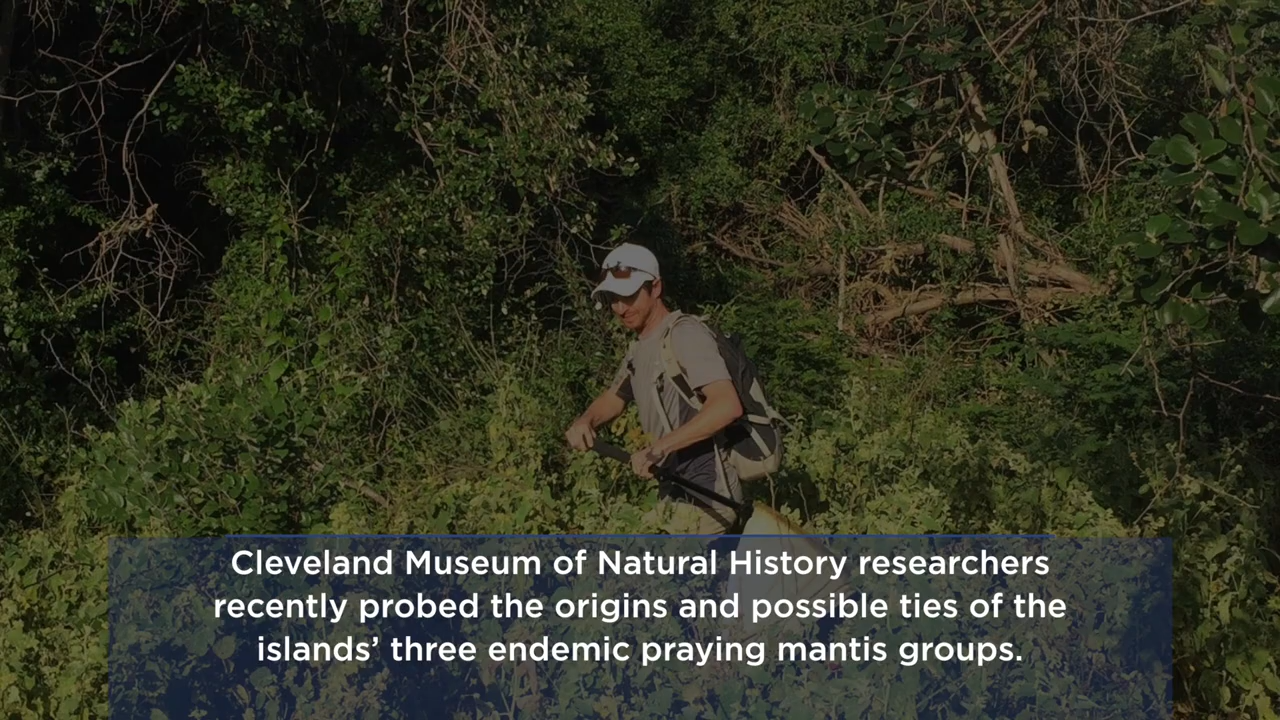 Cleveland Museum of Natural History researchers
recently probed the origins and possible ties of the
islands’ three endemic praying mantis groups.